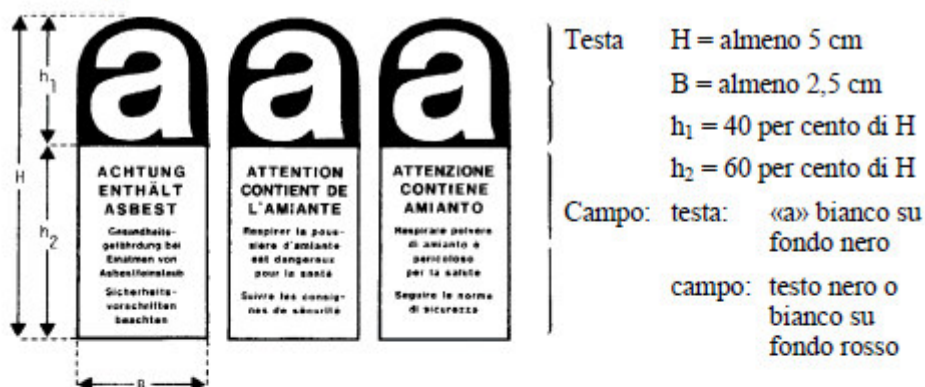 H
h₁
h₂
B
a
ACHTUNG
ENTHÄLT
ASBEST
Gesundheits-
gefährdung bei
Einatmen von
Asbestfeinstaub
Sicherheits-
vorschriften
beachten
a
ATTENTION
CONTIENT DE
L'AMIANTE
Respirer la pous-
sière d'amiante
est dangereux
pour la santé
Suivre les consig-
nes de sécurité
a
ATTENZIONE
CONTIENE
AMIANTO
Respirare polvere
di amianto è
pericoloso
per la salute
Seguire le norme
di sicurezza
Testa H = almeno 5 cm
B = almeno 2,5 cm
h₁ = 40 per cento di H
h₂ = 60 per cento di H
Campo: testa: «a» bianco su
fondo nero
campo: testo nero o
bianco su
fondo rosso